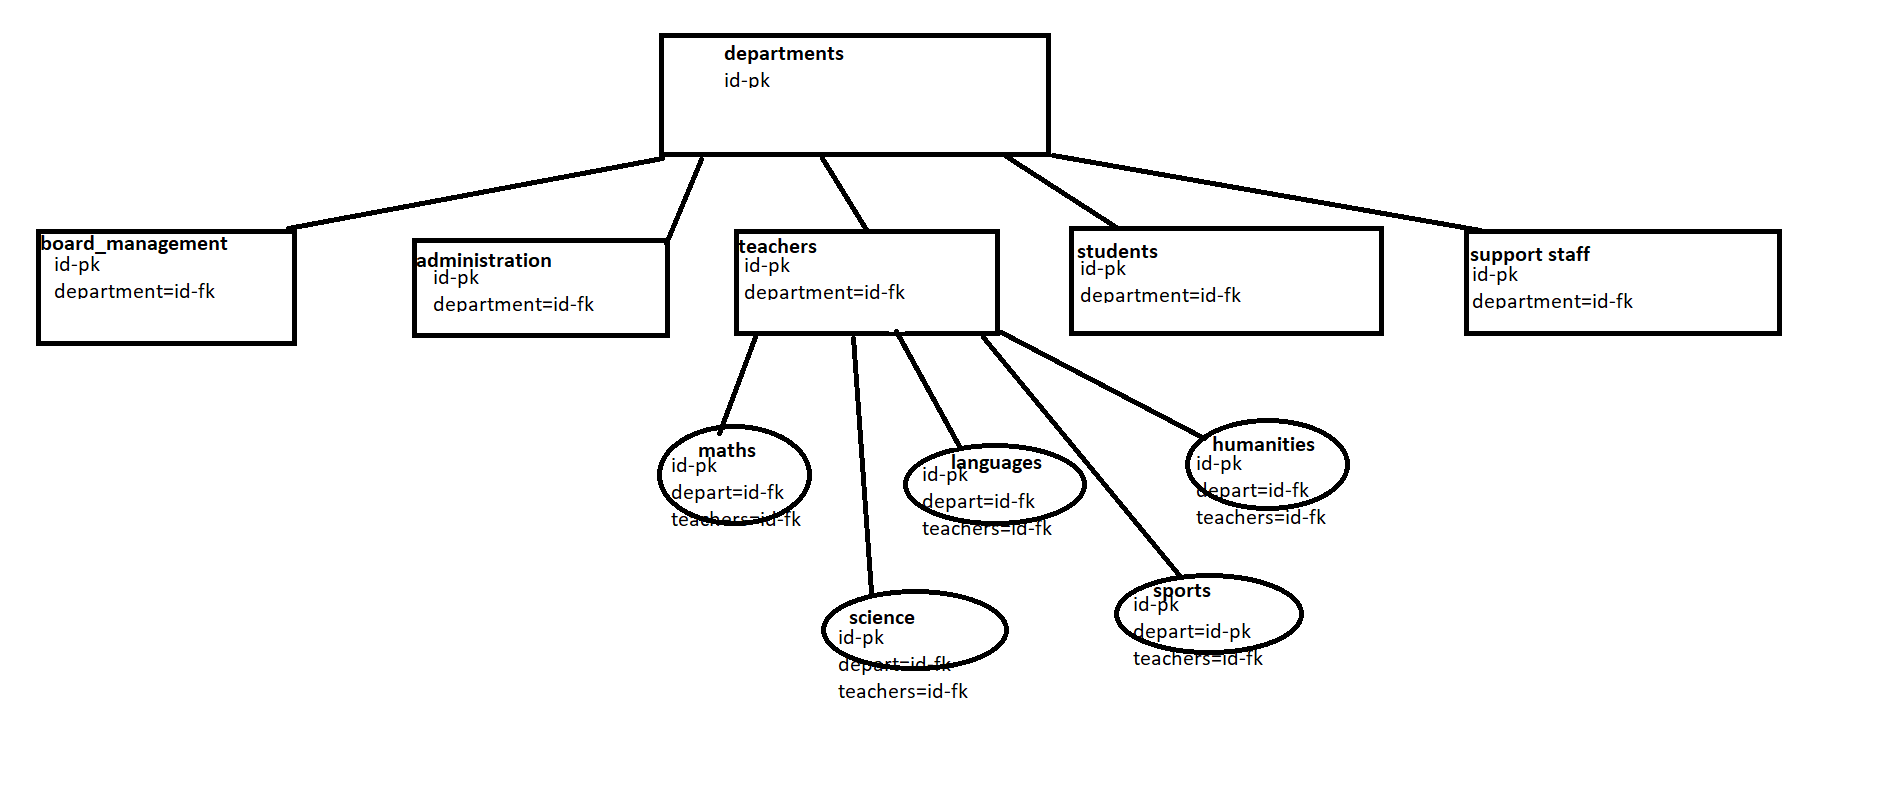 departments
id-pk
board_management
id-pk
department=id-fk
administration
id-pk
department=id-fk
teachers
id-pk
department=id-fk
students
id-pk
department=id-fk
support staff
id-pk
department=id-fk
maths
id-pk
depart=id-fk
teachers=id-fk
languages
id-pk
depart=id-fk
teachers=id-fk
humanities
id-pk
depart=id-fk
teachers=id-fk
science
id-pk
depart=id-fk
teachers=id-fk
sports
id-pk
depart=id-pk
teachers=id-fk